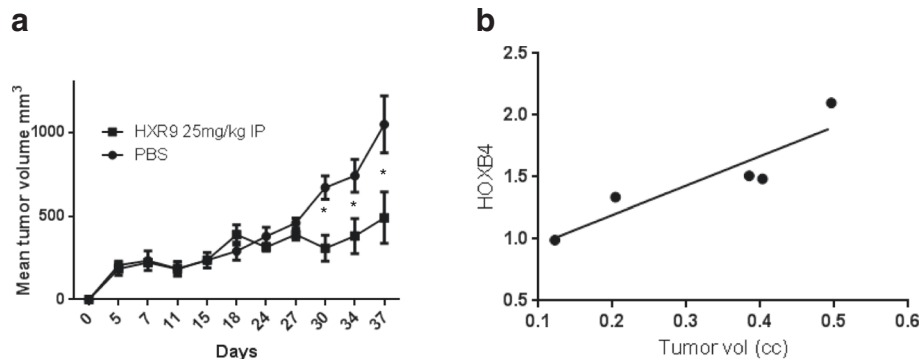 a
Mean tumor volume mm³
1000
500
0
HXR9 25mg/kg IP
PBS
*
*
*
0 5 7 11 15 18 24 27 30 34 37
Days
b
HOXB4
2.5
2.0
1.5
1.0
0.5
0.1 0.2 0.3 0.4 0.5 0.6
Tumor vol (cc)